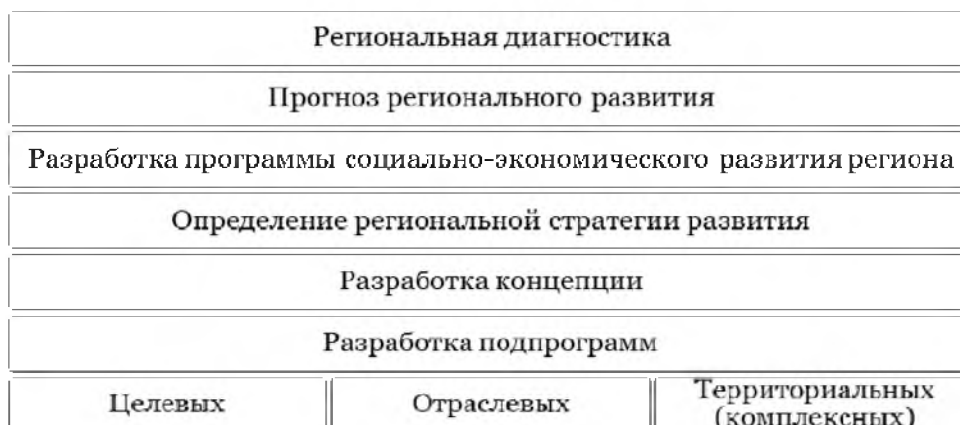 Региональная диагностика
Прогноз регионального развития
Разработка программы социально-экономического развития региона
Определение региональной стратегии развития
Разработка концепции
Разработка подпрограмм
Целевых
Отраслевых
Территориальных
(комплексных)